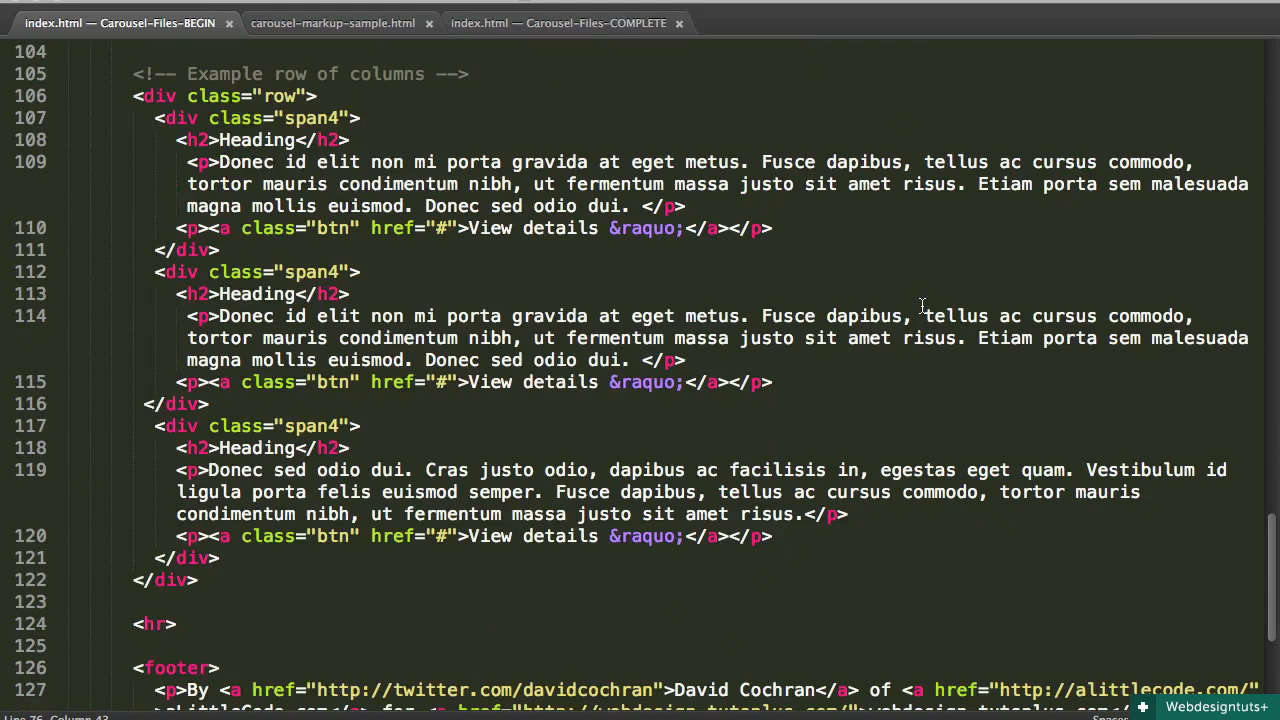 index.html — Carousel-Files-BEGIN × carousel-markup-sample.html × index.html — Carousel-Files-COMPLETE ×
104
105 <!-- Example row of columns -->
106 <div class="row">
107 <div class="span4">
108 <h2>Heading</h2>
109 <p>Donec id elit non mi porta gravida at eget metus. Fusce dapibus, tellus ac cursus commodo,
tortor mauris condimentum nibh, ut fermentum massa justo sit amet risus. Etiam porta sem malesuada
magna mollis euismod. Donec sed odio dui. </p>
110 <p><a class="btn" href="#">View details &raquo;</a></p>
111 </div>
112 <div class="span4">
113 <h2>Heading</h2>
114 <p>Donec id elit non mi porta gravida at eget metus. Fusce dapibus, tellus ac cursus commodo,
tortor mauris condimentum nibh, ut fermentum massa justo sit amet risus. Etiam porta sem malesuada
magna mollis euismod. Donec sed odio dui. </p>
115 <p><a class="btn" href="#">View details &raquo;</a></p>
116 </div>
117 <div class="span4">
118 <h2>Heading</h2>
119 <p>Donec sed odio dui. Cras justo odio, dapibus ac facilisis in, egestas eget quam. Vestibulum id
ligula porta felis euismod semper. Fusce dapibus, tellus ac cursus commodo, tortor mauris
condimentum nibh, ut fermentum massa justo sit amet risus.</p>
120 <p><a class="btn" href="#">View details &raquo;</a></p>
121 </div>
122 </div>
123
124 <hr>
125
126 <footer>
127 <p>By <a href="http://twitter.com/davidcochran">David Cochran</a> of <a href="http://alittlecode.com/"
Webdesigntuts+